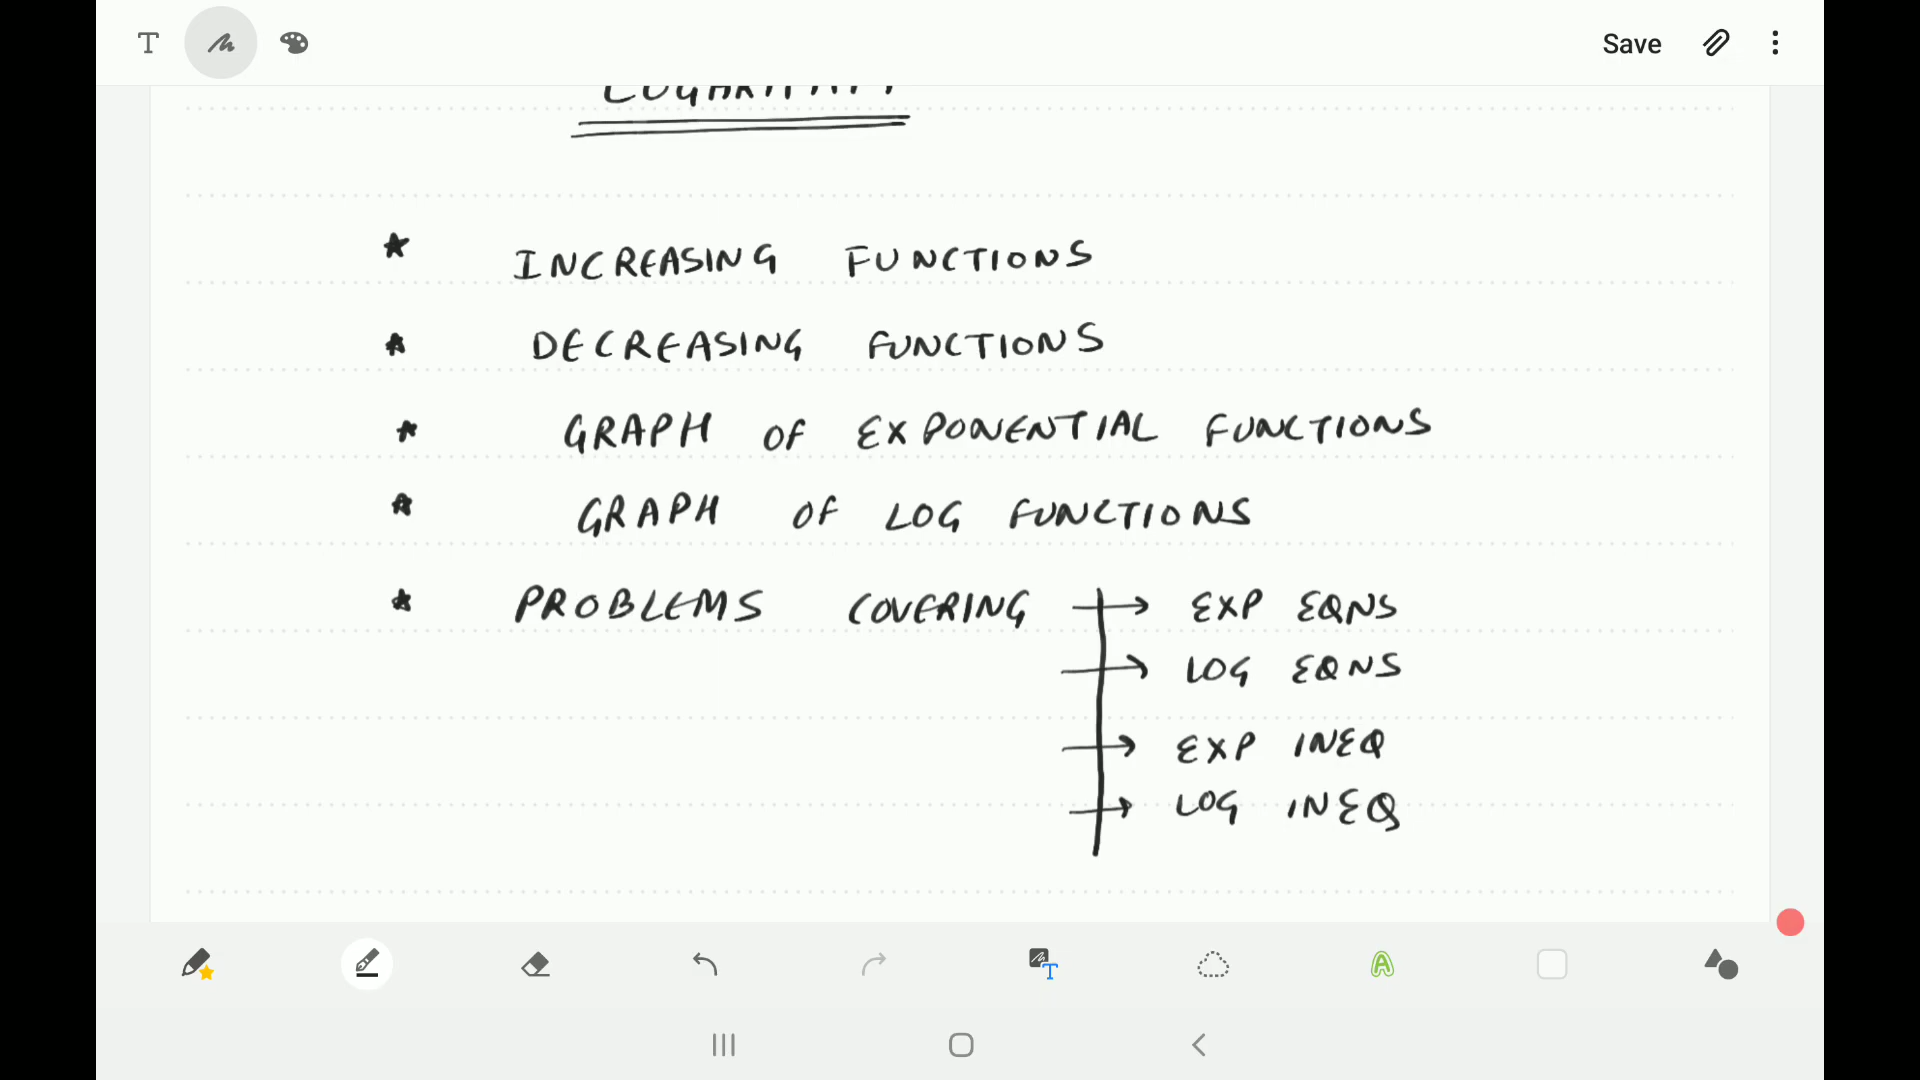 Save
LOGARITHM
★ INCREASING FUNCTIONS
★ DECREASING FUNCTIONS
★ GRAPH OF EXPONENTIAL FUNCTIONS
★ GRAPH OF LOG FUNCTIONS
★ PROBLEMS COVERING → EXP EQNS
→ LOG EQNS
→ EXP INEQ
→ LOG INEQ